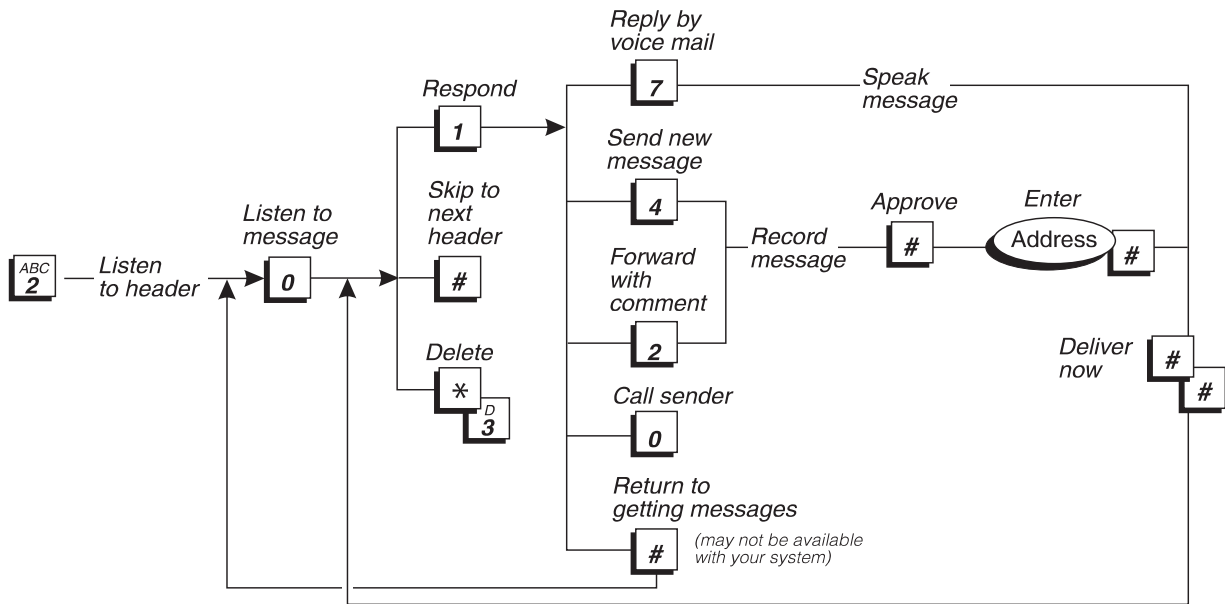 ABC
2
Listen
to header
Listen to
message
0
Respond
1
Skip to
next
header
#
Delete
*
D
3
Reply by
voice mail
7
Speak
message
Send new
message
4
Forward
with
comment
2
Record
message
Approve
#
Enter
Address
#
Deliver
now
#
#
Call sender
0
Return to
getting messages
#
(may not be available
with your system)